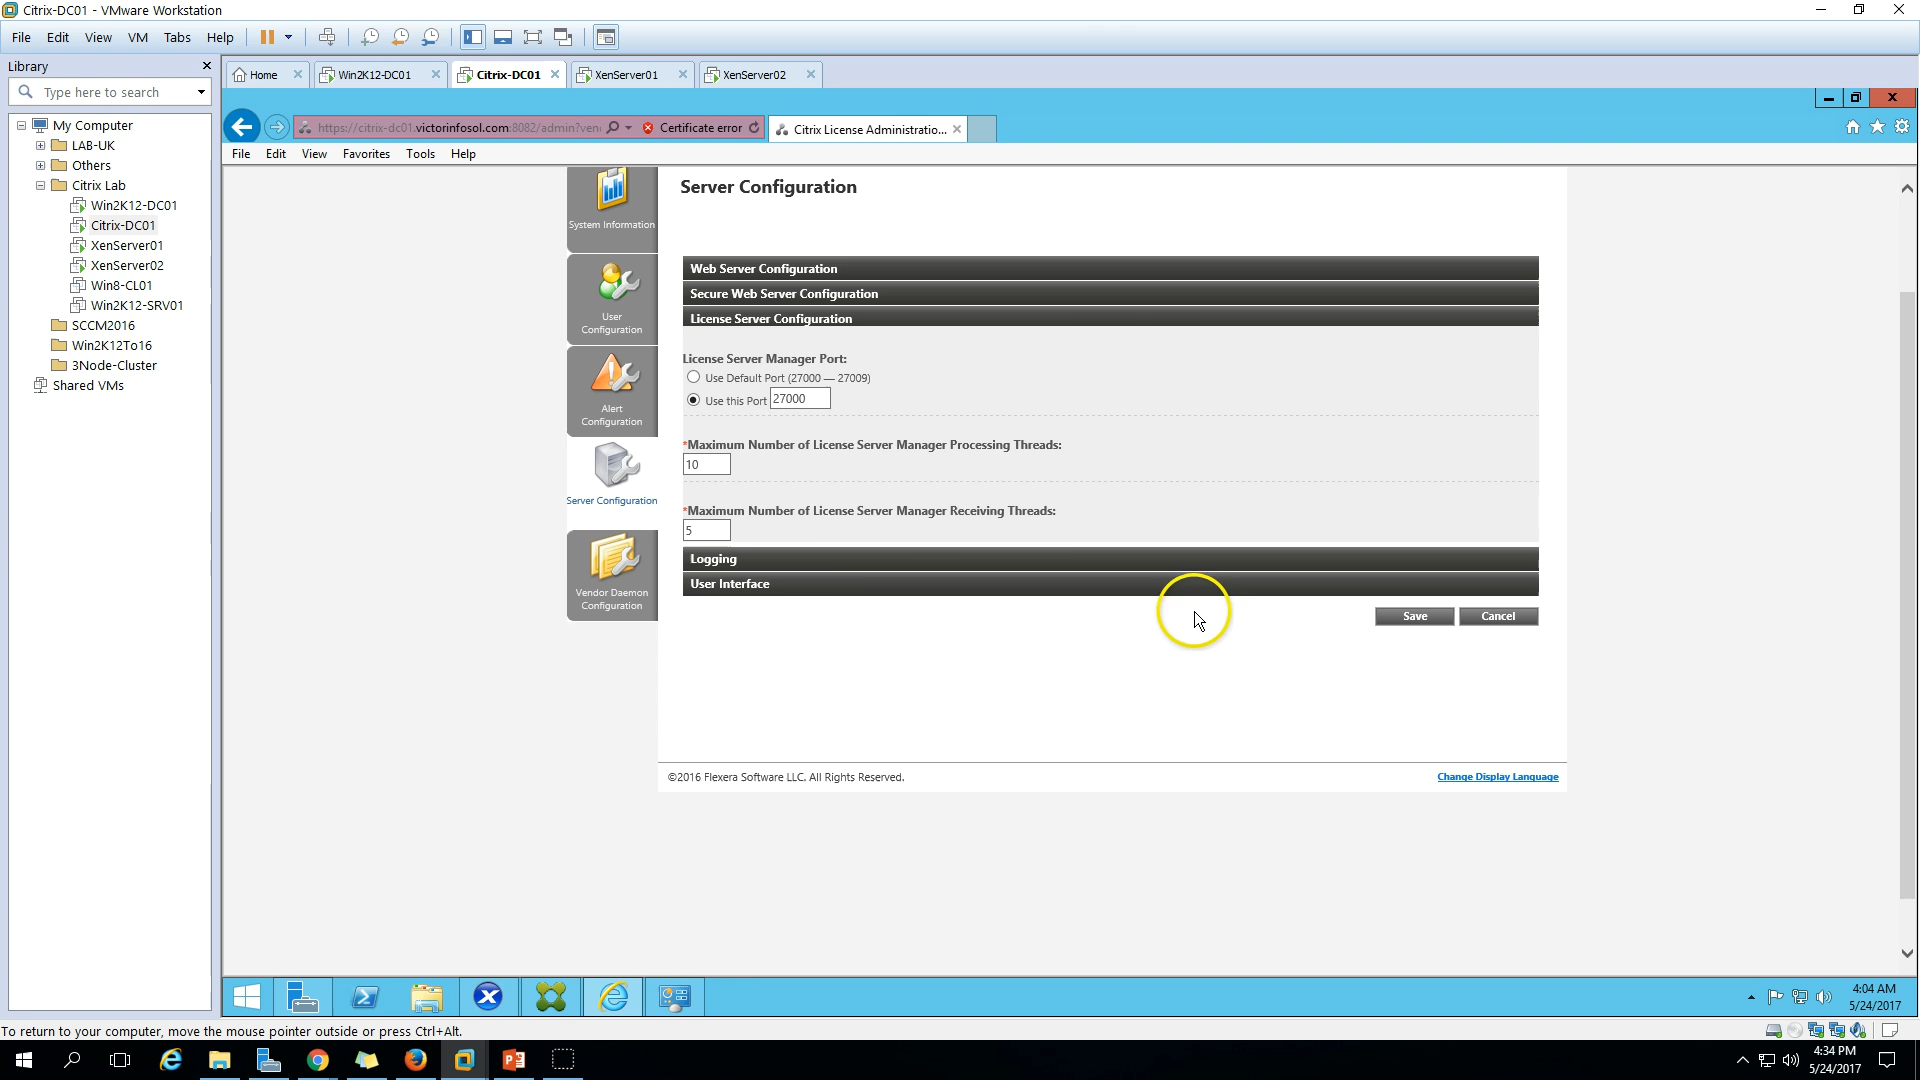 Citrix-DC01 - VMware Workstation
File Edit View VM Tabs Help
Library
Type here to search
My Computer
LAB-UK
Others
Citrix Lab
Win2K12-DC01
Citrix-DC01
XenServer01
XenServer02
Win8-CL01
Win2K12-SRV01
SCCM2016
Win2K12To16
3Node-Cluster
Shared VMs
Home Win2K12-DC01 Citrix-DC01 XenServer01 XenServer02
https://citrix-dc01.victorinfosol.com:8082/admin?ven Certificate error Citrix License Administratio...
File Edit View Favorites Tools Help
System Information
User
Configuration
Alert
Configuration
Server Configuration
Vendor Daemon
Configuration
Server Configuration
Web Server Configuration
Secure Web Server Configuration
License Server Configuration
License Server Manager Port:
Use Default Port (27000 — 27009)
Use this Port 27000
*Maximum Number of License Server Manager Processing Threads:
10
*Maximum Number of License Server Manager Receiving Threads:
5
Logging
User Interface
Save Cancel
©2016 Flexera Software LLC. All Rights Reserved.
Change Display Language
4:04 AM
5/24/2017
To return to your computer, move the mouse pointer outside or press Ctrl+Alt.
4:34 PM
5/24/2017